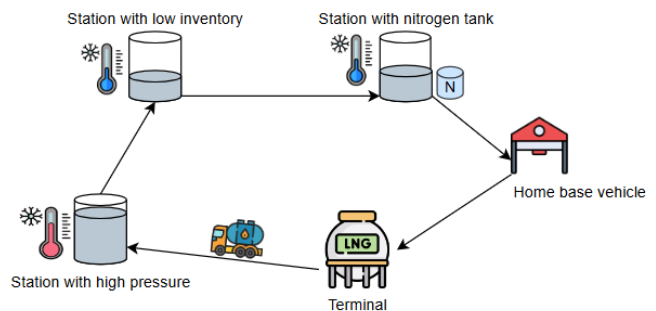 Station with low inventory
Station with nitrogen tank
N
Home base vehicle
LNG
Station with high pressure
Terminal